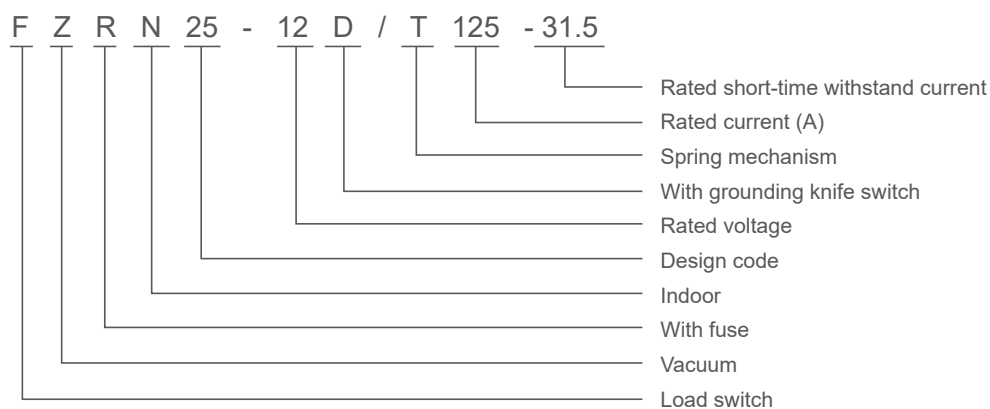 F Z R N 25 - 12 D / T 125 - 31.5
Rated short-time withstand current
Rated current (A)
Spring mechanism
With grounding knife switch
Rated voltage
Design code
Indoor
With fuse
Vacuum
Load switch